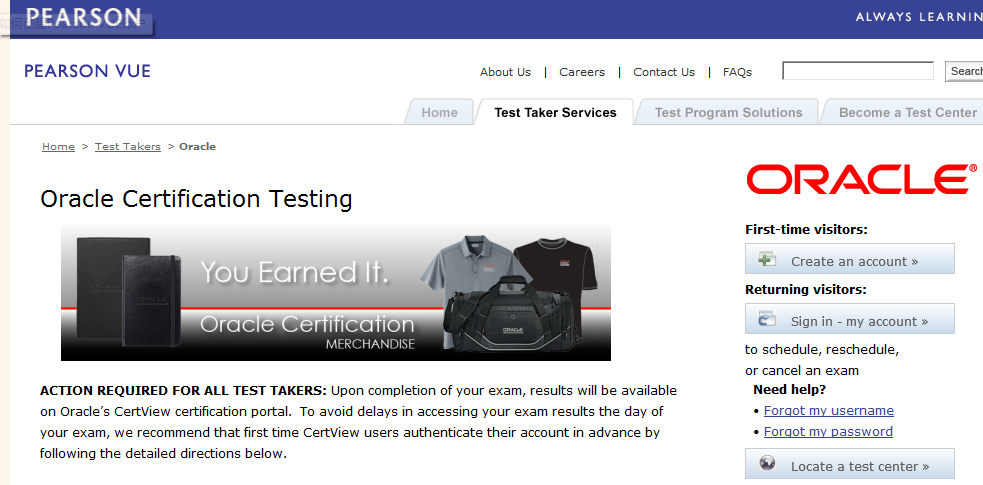 PEARSON
ALWAYS LEARNIN
PEARSON VUE
About Us | Careers | Contact Us | FAQs
Search
Home
Test Taker Services
Test Program Solutions
Become a Test Center
Home > Test Takers > Oracle
Oracle Certification Testing
You Earned It.
Oracle Certification
MERCHANDISE
ORACLE
ACTION REQUIRED FOR ALL TEST TAKERS: Upon completion of your exam, results will be available
on Oracle's CertView certification portal. To avoid delays in accessing your exam results the day of
your exam, we recommend that first time CertView users authenticate their account in advance by
following the detailed directions below.
ORACLE®
First-time visitors:
Create an account »
Returning visitors:
Sign in - my account »
to schedule, reschedule,
or cancel an exam
Need help?
• Forgot my username
• Forgot my password
Locate a test center »